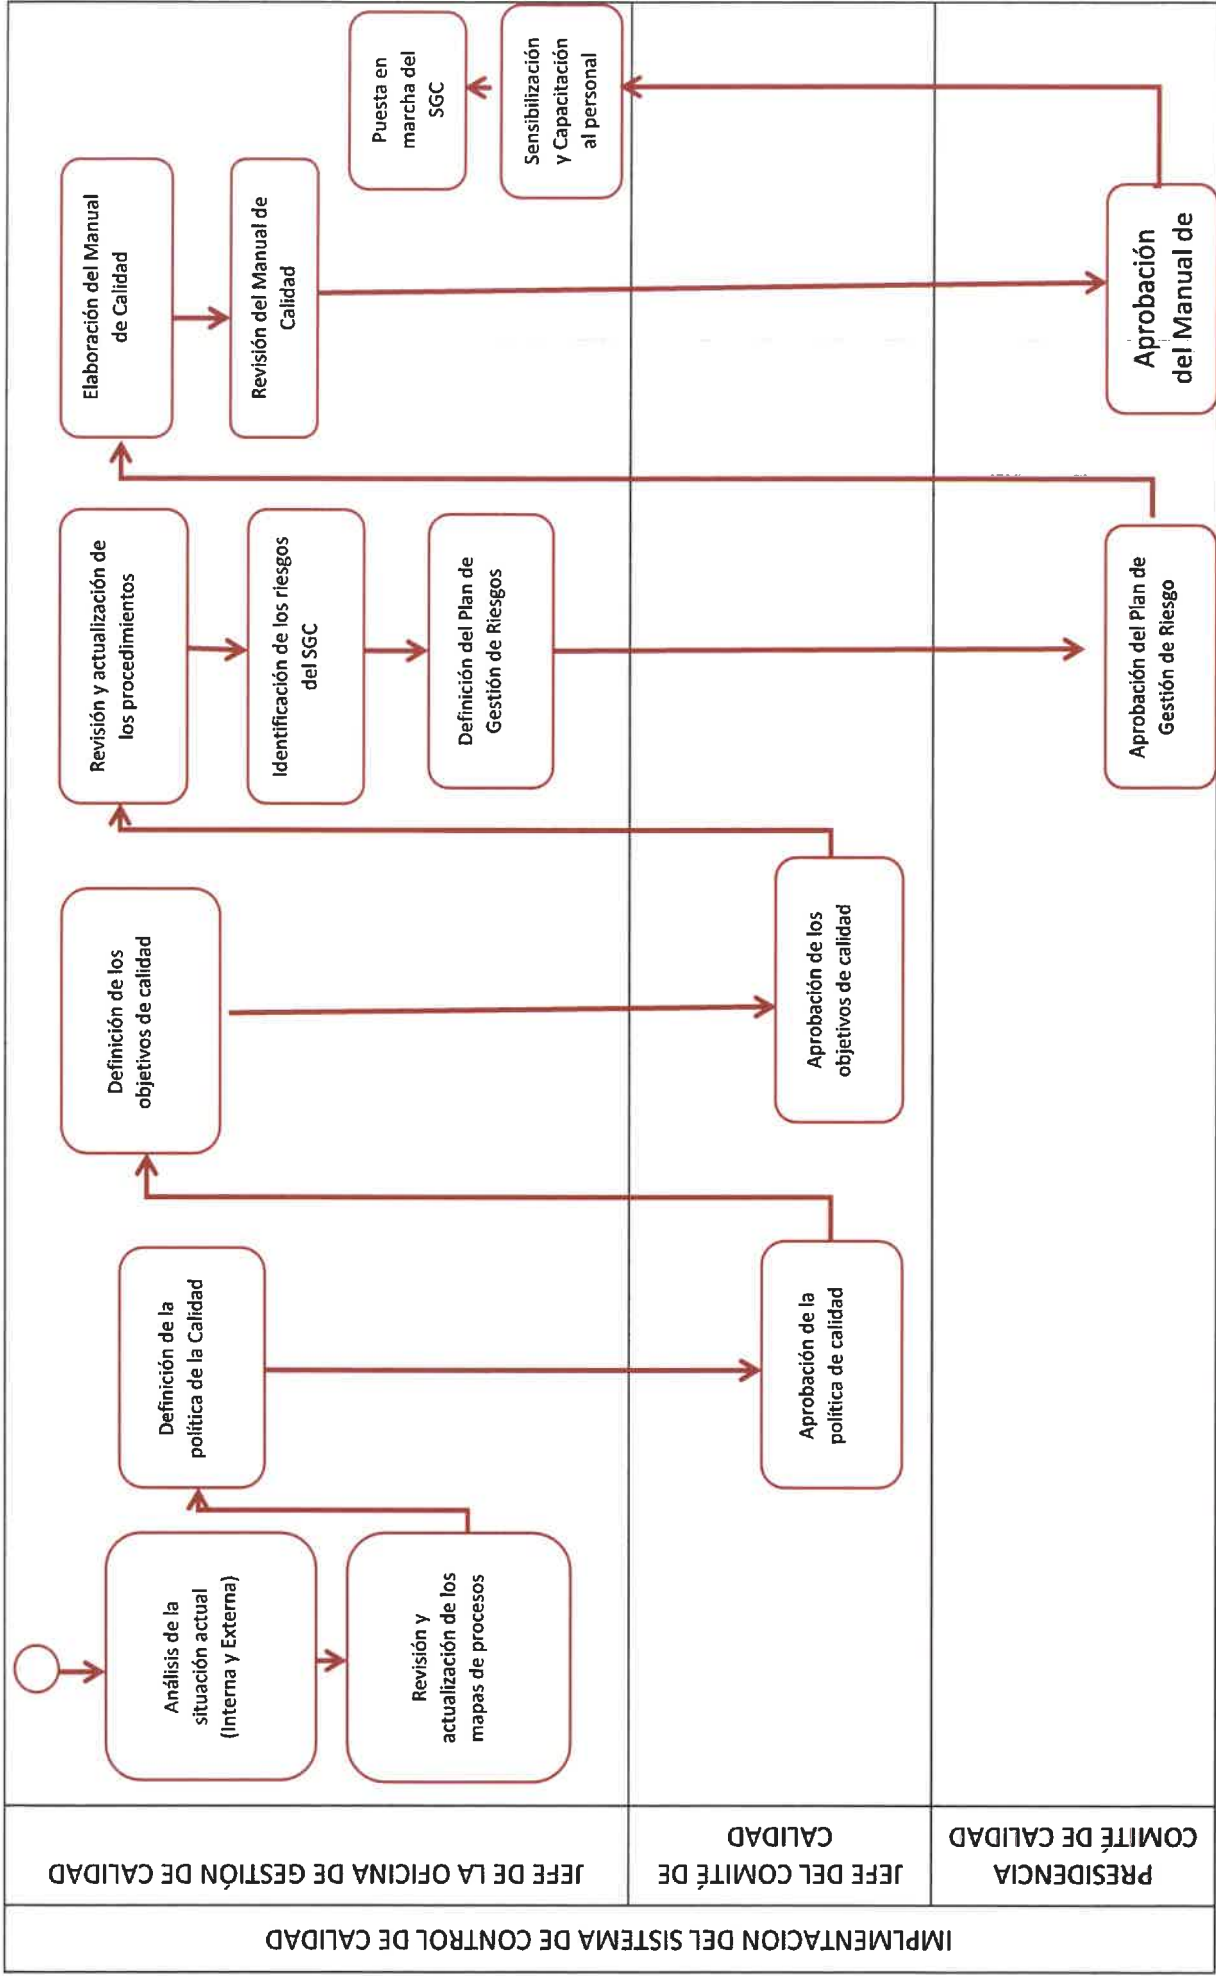 IMPLMENTACION DEL SISTEMA DE CONTROL DE CALIDAD
JEFE DE LA OFICINA DE GESTIÓN DE CALIDAD
JEFE DEL COMITÉ DE
CALIDAD
PRESIDENCIA
COMITÉ DE CALIDAD
Análisis de la
situación actual
(Interna y Externa)
Revisión y
actualización de los
mapas de procesos
Definición de la
política de la Calidad
Aprobación de la
política de calidad
Definición de los
objetivos de calidad
Aprobación de los
objetivos de calidad
Revisión y actualización de
los procedimientos
Identificación de los riesgos
del SGC
Definición del Plan de
Gestión de Riesgos
Aprobación del Plan de
Gestión de Riesgo
Elaboración del Manual
de Calidad
Revisión del Manual de
Calidad
Aprobación
del Manual de
Sensibilización
y Capacitación
al personal
Puesta en
marcha del
SGC